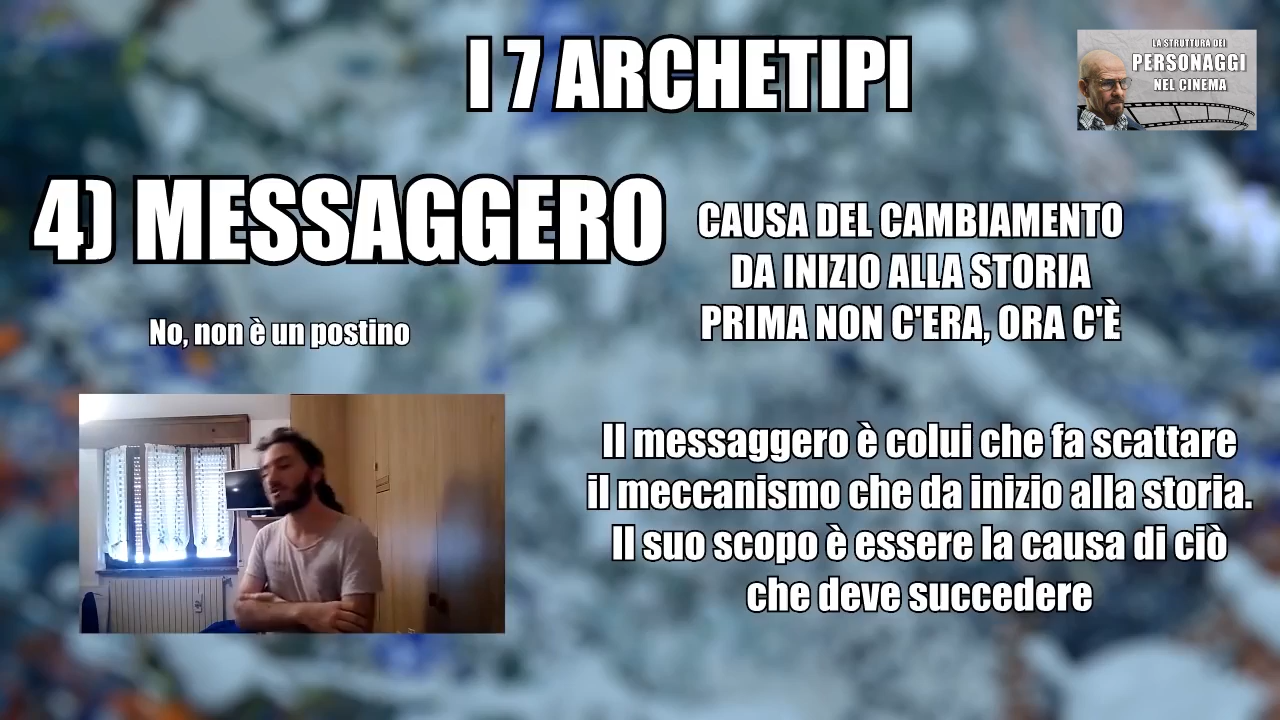 I 7 ARCHETIPI
LA STRUTTURA DEI
PERSONAGGI
NEL CINEMA
4) MESSAGGERO
No, non è un postino
CAUSA DEL CAMBIAMENTO
DA INIZIO ALLA STORIA
PRIMA NON C'ERA, ORA C'È
Il messaggero è colui che fa scattare
il meccanismo che da inizio alla storia.
Il suo scopo è essere la causa di ciò
che deve succedere